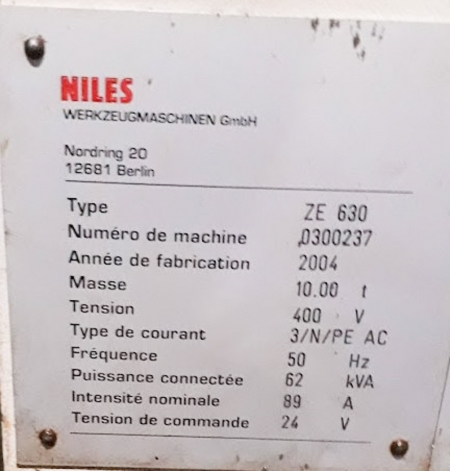 NILES
WERKZEUGMASCHINEN GmbH
Nordring 20
12681 Berlin
Type ZE 630
Numéro de machine 0300237
Année de fabrication 2004
Masse 10.00 t
Tension 400 V
Type de courant 3/N/PE AC
Fréquence 50 Hz
Puissance connectée 62 kVA
Intensité nominale 89 A
Tension de commande 24 V